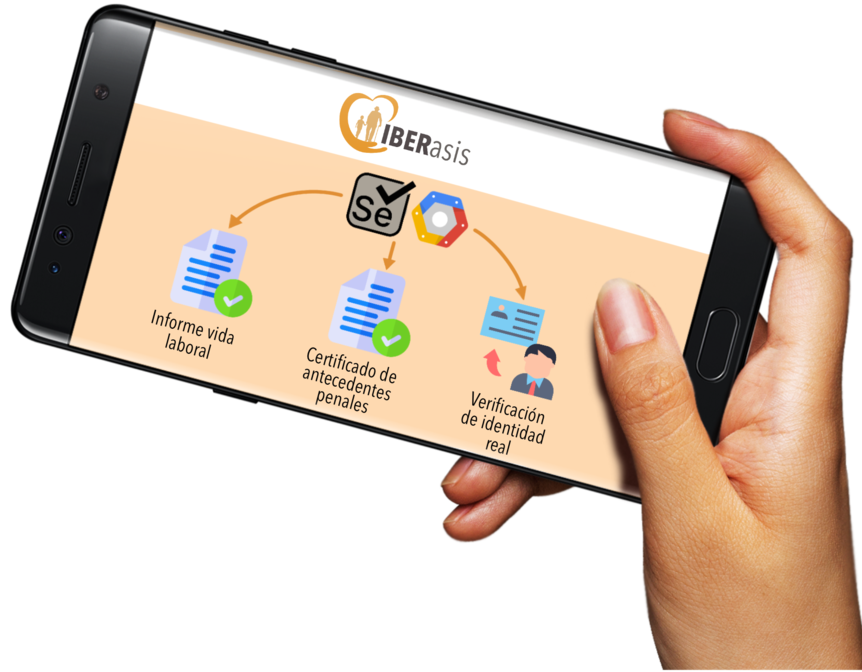 IBERasis
Se
Informe vida
laboral
Certificado de
antecedentes
penales
Verificación
de identidad
real